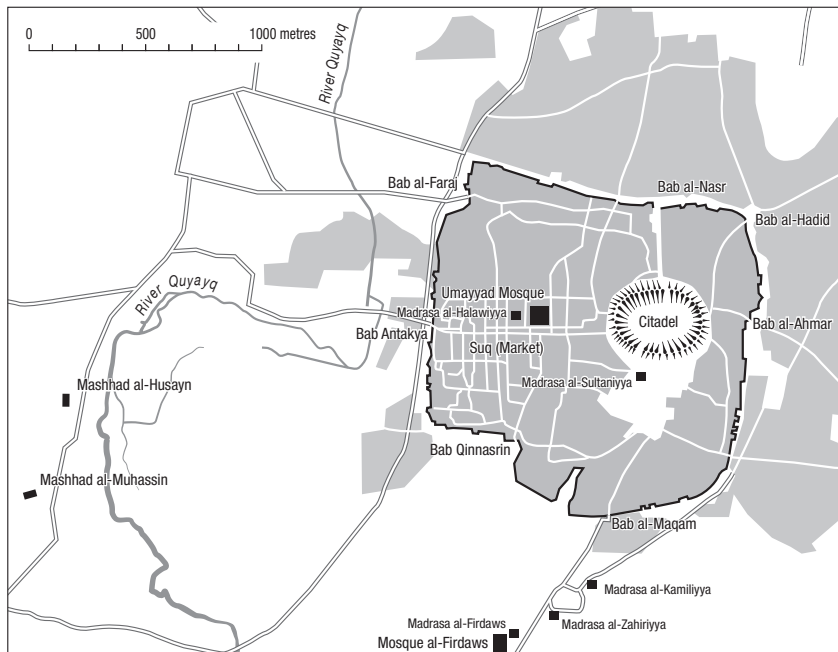 0 500 1000 metres
River Quyayq
Bab al-Faraj
Bab al-Nasr
Bab al-Hadid
River Quyayq
Umayyad Mosque
Madrasa al-Halawiyya
Citadel
Bab al-Ahmar
Bab Antakya
Suq (Market)
Madrasa al-Sultaniyya
Mashhad al-Husayn
Bab Qinnasrin
Mashhad al-Muhassin
Bab al-Maqam
Madrasa al-Kamiliyya
Madrasa al-Firdaws
Madrasa al-Zahiriyya
Mosque al-Firdaws